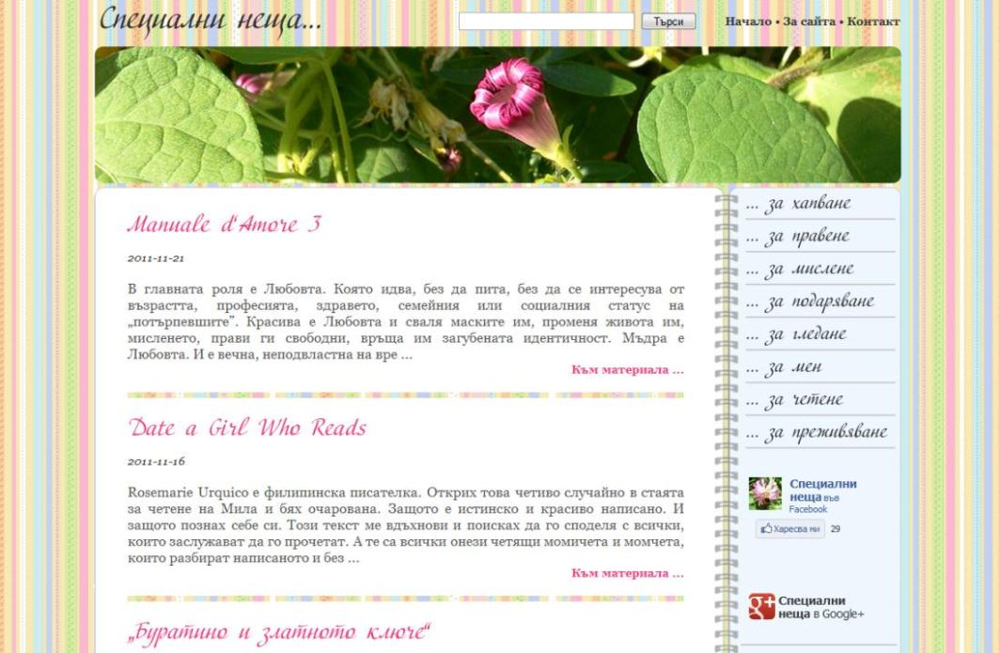 Специални неща...
Търси
Начало • За сайта • Контакт
Manuale d'Amore 3
2011-11-21
В главната роля е Любовта. Която идва, без да пита, без да се интересува от
възрастта, професията, здравето, семейния или социалния статус на
„потърпевшите”. Красива е Любовта и сваля маските им, променя живота им,
мисленето, прави ги свободни, връща им загубената идентичност. Мъдра е
Любовта. И е вечна, неподвластна на вре ...
Към материала ...
Date a Girl Who Reads
2011-11-16
Rosemarie Urquico е филипинска писателка. Открих това четиво случайно в стаята
за четене на Мила и бях очарована. Защото е истинско и красиво написано. И
защото познах себе си. Този текст ме вдъхнови и поисках да го споделя с всички,
които заслужават да го прочетат. А те са всички онези четящи момичета и момчета,
които разбират написаното и без ...
Към материала ...
„Буратино и златното ключе“
... за хапване
... за правене
... за мислене
... за подаряване
... за гледане
... за мен
... за четене
... за преживяване
Специални
неща във
Facebook
Харесва ми 29
g+ Специални
неща в Google+